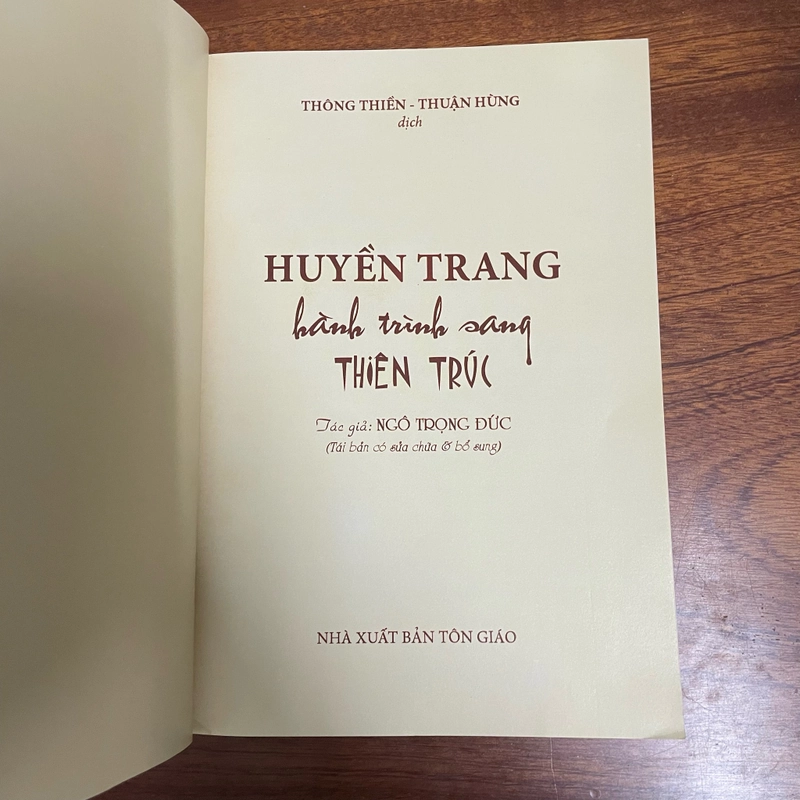 THÔNG THIỀN - THUẬN HÙNG
dịch
HUYỀN TRANG
hành trình sang
THIÊN TRÚC
Tác giả: NGÔ TRỌNG ĐỨC
(Tái bản có sửa chữa & bổ sung)
NHÀ XUẤT BẢN TÔN GIÁO